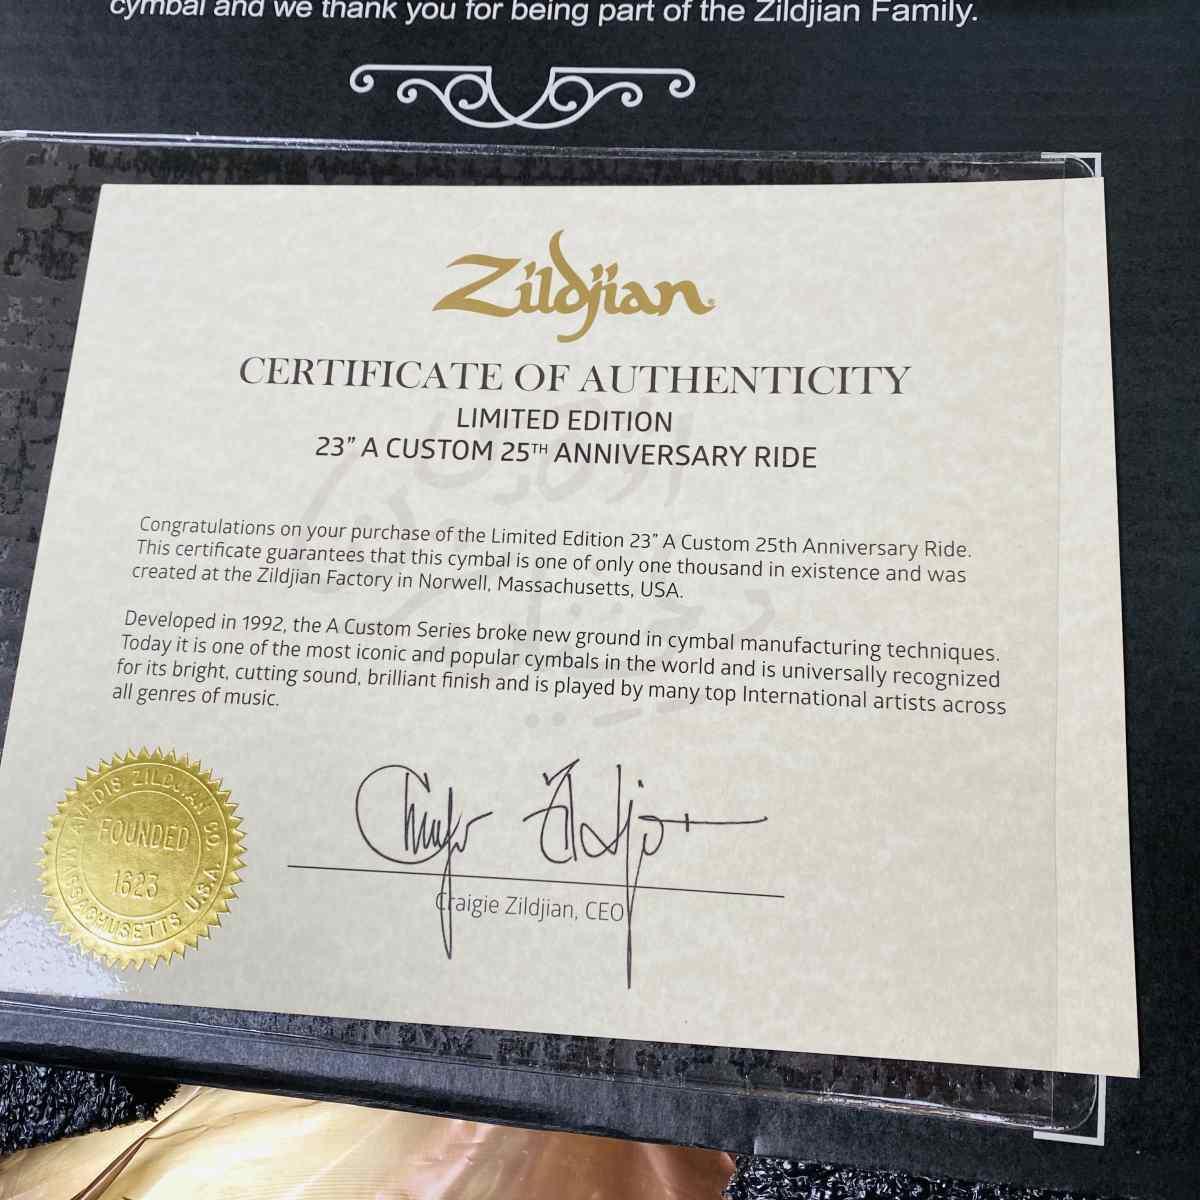 cymbal and we thank you for being part of the Zildjian Family.
Zildjian
CERTIFICATE OF AUTHENTICITY
LIMITED EDITION
23” A CUSTOM 25TH ANNIVERSARY RIDE
Congratulations on your purchase of the Limited Edition 23” A Custom 25th Anniversary Ride.
This certificate guarantees that this cymbal is one of only one thousand in existence and was
created at the Zildjian Factory in Norwell, Massachusetts, USA.
Developed in 1992, the A Custom Series broke new ground in cymbal manufacturing techniques.
Today it is one of the most iconic and popular cymbals in the world and is universally recognized
for its bright, cutting sound, brilliant finish and is played by many top International artists across
all genres of music.
AVEDIS ZILDJIAN CO.
FOUNDED
1623
MASSACHUSETTS U.S.A.
Craigie Zildjian, CEO